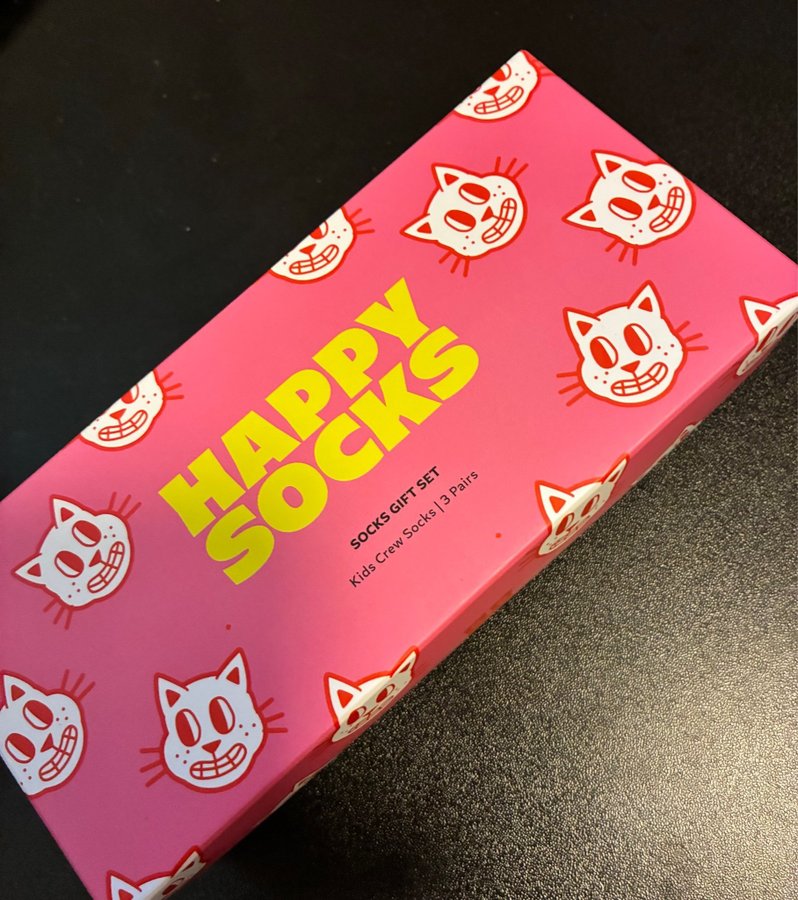 HAPPY
SOCKS
SOCKS GIFT SET
Kids Crew Socks | 3 Pairs